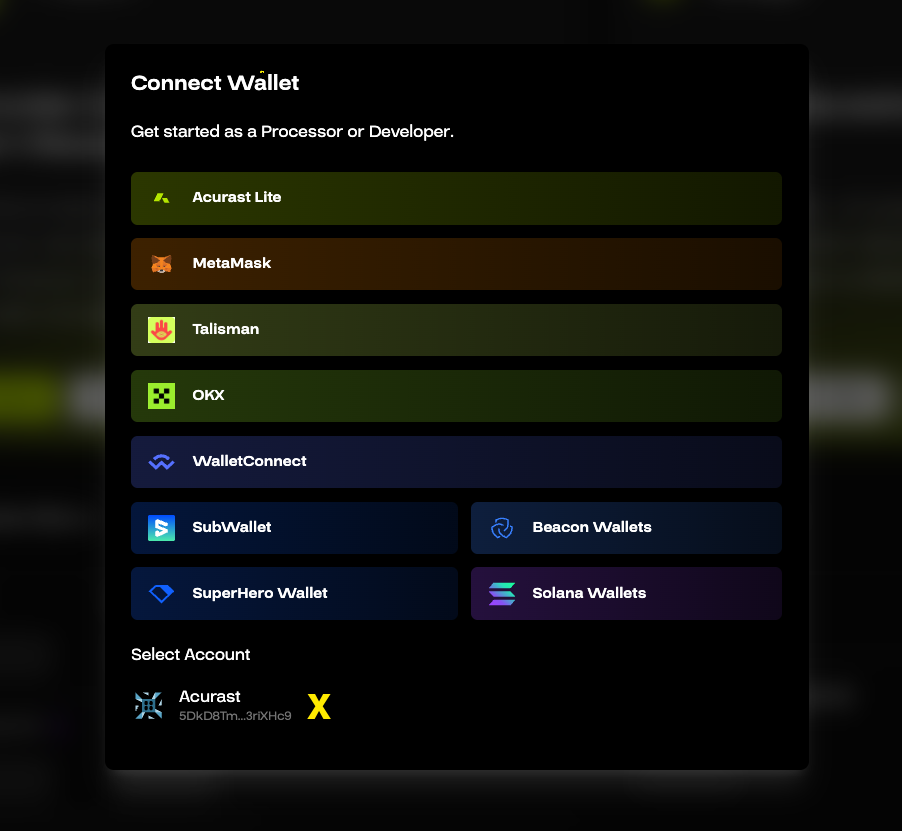 Connect Wallet
Get started as a Processor or Developer.
Acurast Lite
MetaMask
Talisman
OKX
WalletConnect
SubWallet
Beacon Wallets
SuperHero Wallet
Solana Wallets
Select Account
Acurast
5DkD8Tm...3riXHc9
X